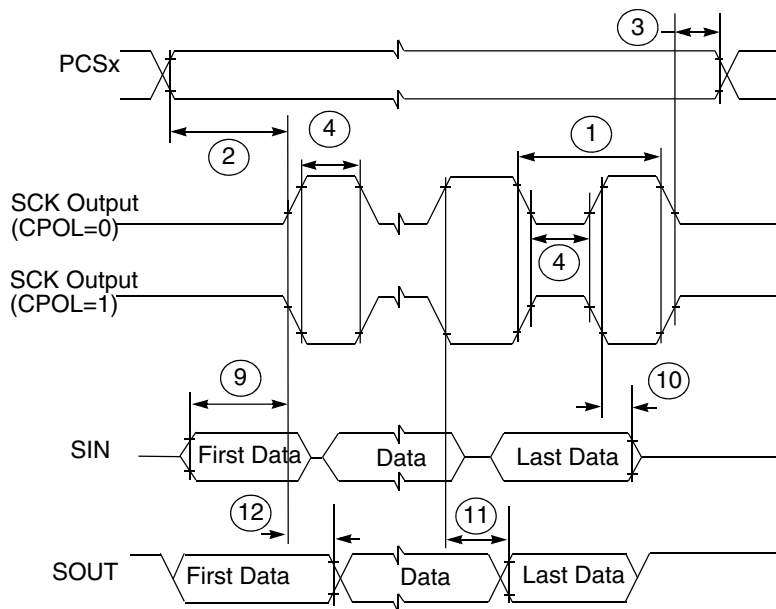 3
PCSx
2
4
1
SCK Output
(CPOL=0)
4
SCK Output
(CPOL=1)
9
10
SIN
First Data
Data
Last Data
12
11
SOUT
First Data
Data
Last Data